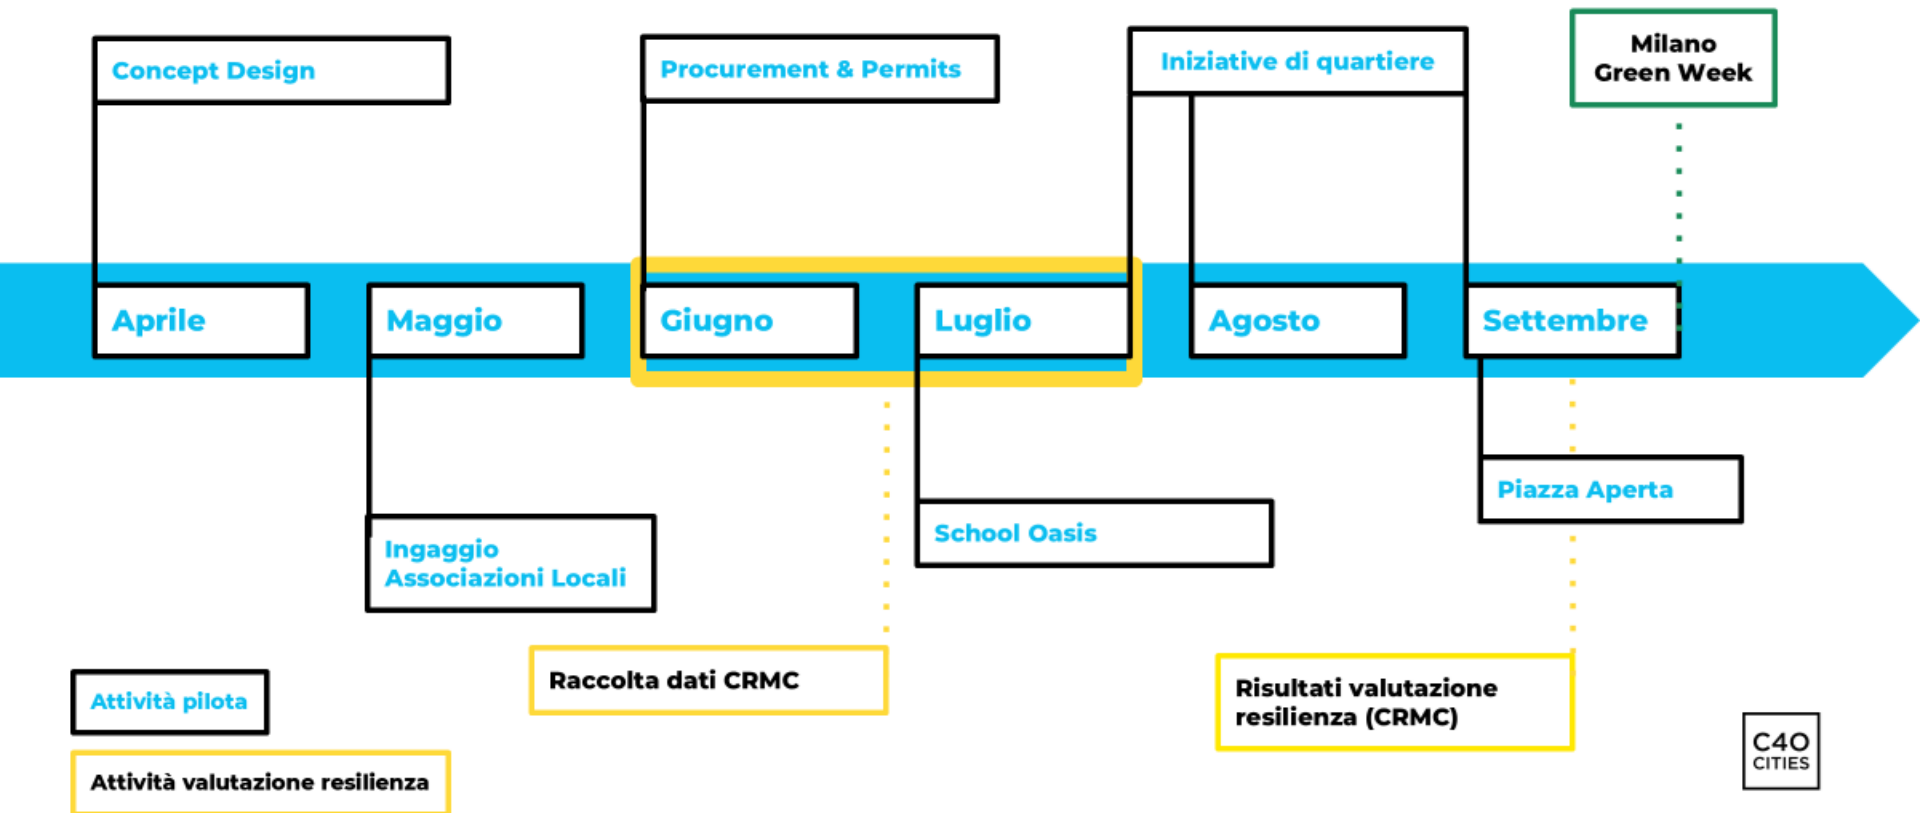 Concept Design
Procurement & Permits
Iniziative di quartiere
Milano
Green Week
Aprile
Maggio
Giugno
Luglio
Agosto
Settembre
Piazza Aperta
School Oasis
Ingaggio
Associazioni Locali
Raccolta dati CRMC
Risultati valutazione
resilienza (CRMC)
Attività pilota
Attività valutazione resilienza
C40
CITIES